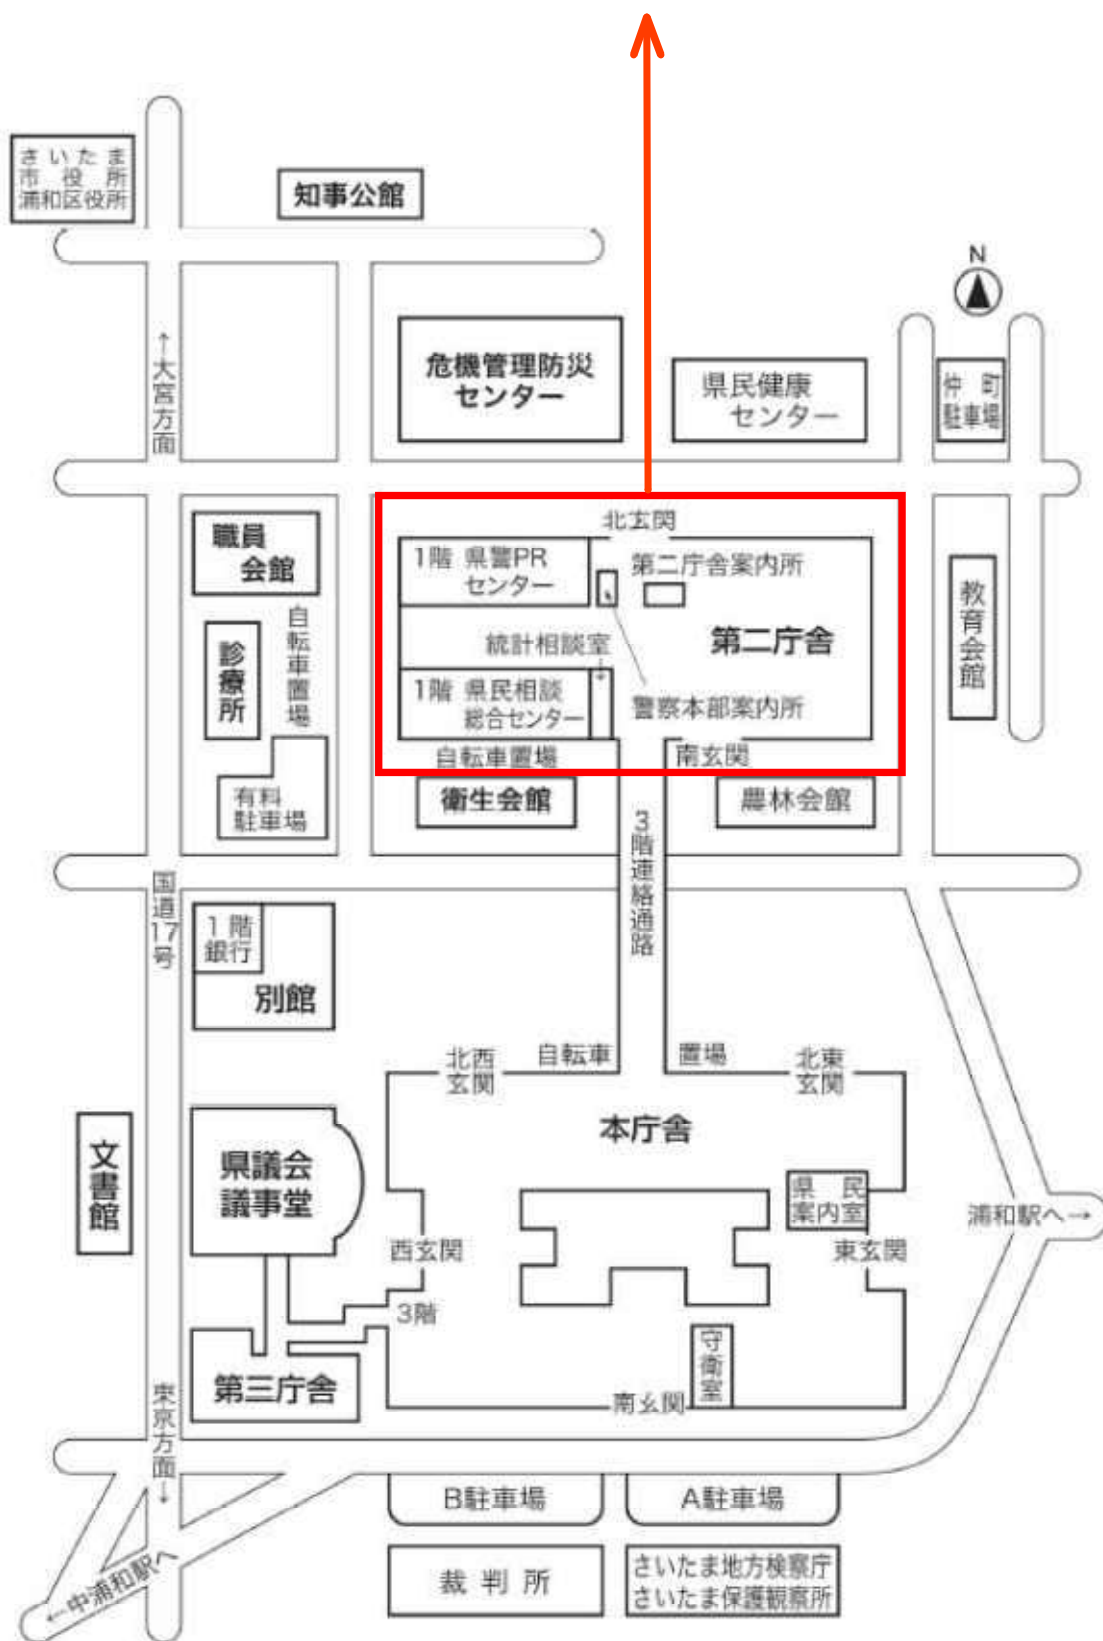 さいたま
市役所
浦和区役所
知事公館
N
↑大宮方面
危機管理防災
センター
県民健康
センター
仲町
駐車場
職員
会館
北玄関
1階 県警PR
センター
第二庁舎案内所
教育会館
自転車置場
診療所
統計相談室
↓
第二庁舎
1階 県民相談
総合センター
警察本部案内所
自転車置場
南玄関
有料
駐車場
衛生会館
農林会館
3階連絡通路
国道17号
1階
銀行
別館
北西
玄関
自転車
置場
北東
玄関
本庁舎
文書館
県議会
議事堂
県民
案内室
浦和駅へ→
西玄関
東玄関
3階
守衛室
第三庁舎
南玄関
東京方面→
B駐車場
A駐車場
←中浦和駅へ
裁判所
さいたま地方検察庁
さいたま保護観察所